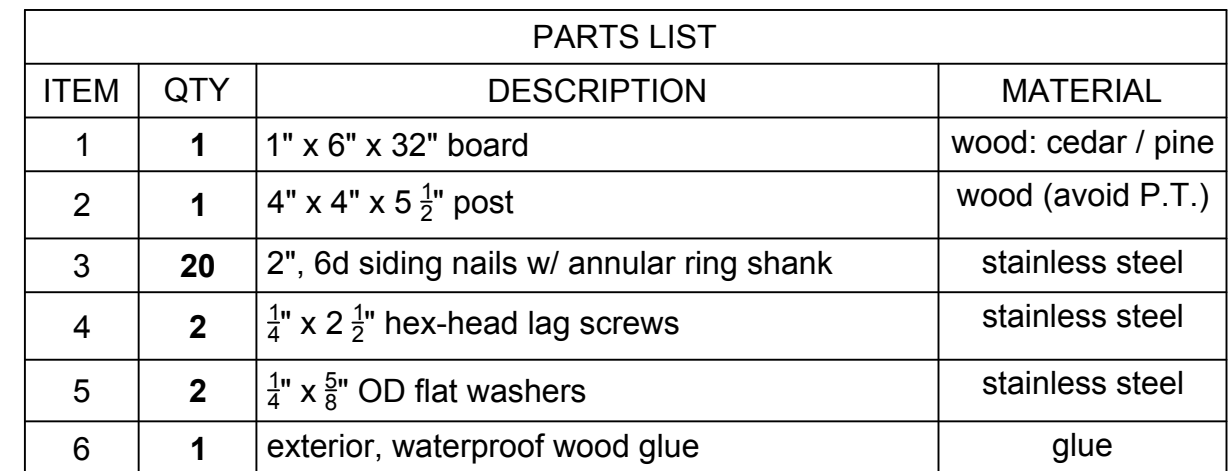 PARTS LIST
ITEM QTY DESCRIPTION MATERIAL
1 1 1" x 6" x 32" board wood: cedar / pine
2 1 4" x 4" x 5 1/2" post wood (avoid P.T.)
3 20 2", 6d siding nails w/ annular ring shank stainless steel
4 2 1/4" x 2 1/2" hex-head lag screws stainless steel
5 2 1/4" x 5/8" OD flat washers stainless steel
6 1 exterior, waterproof wood glue glue